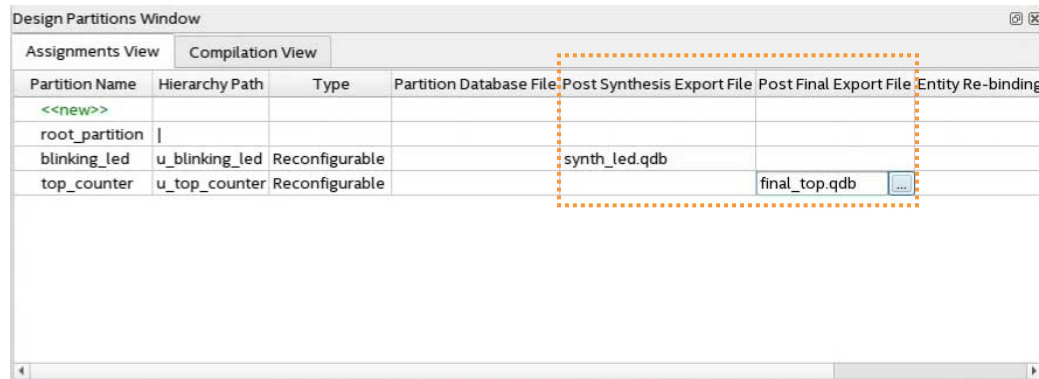 Design Partitions Window
Assignments View Compilation View
Partition Name Hierarchy Path Type Partition Database File Post Synthesis Export File Post Final Export File Entity Re-binding
<<new>>
root_partition |
blinking_led u_blinking_led Reconfigurable synth_led.qdb
top_counter u_top_counter Reconfigurable final_top.qdb ...